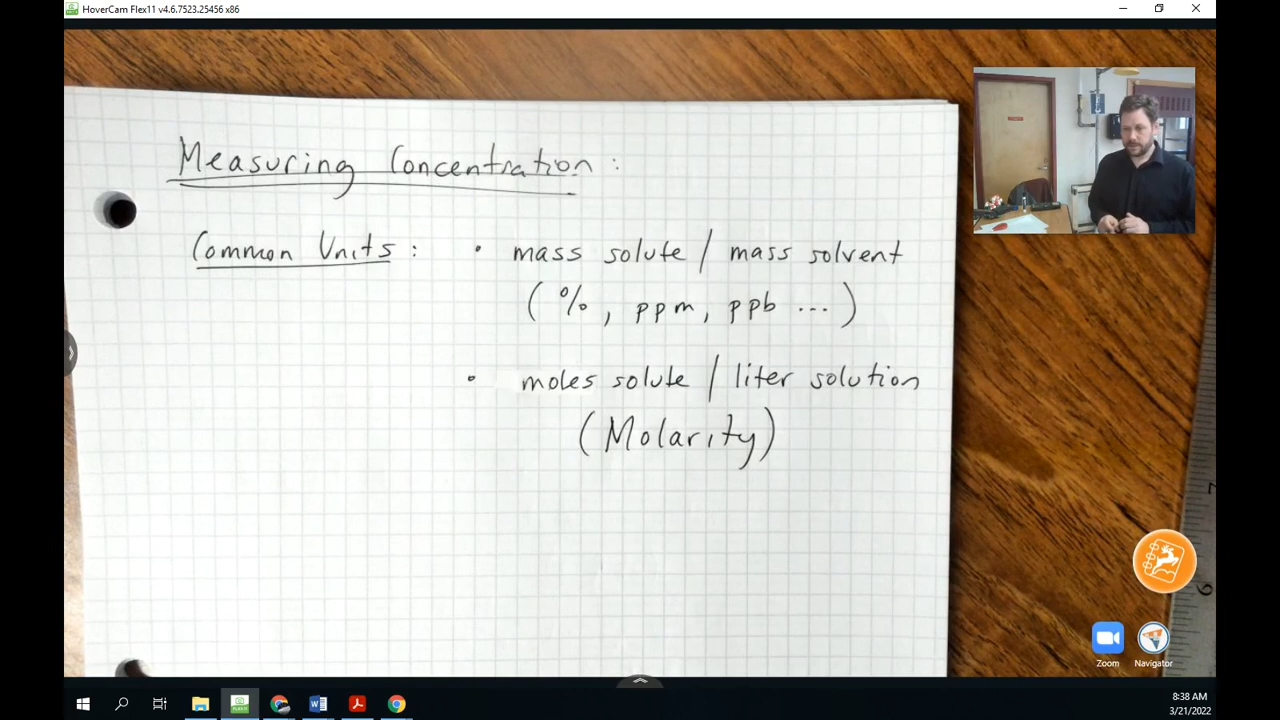 HoverCam Flex11 v4.6.7523.25456 x86
Measuring Concentration:
Common Units: • mass solute / mass solvent
(%, ppm, ppb ...)
• moles solute / liter solution
(Molarity)
Zoom
Navigator
8:38 AM
3/21/2022